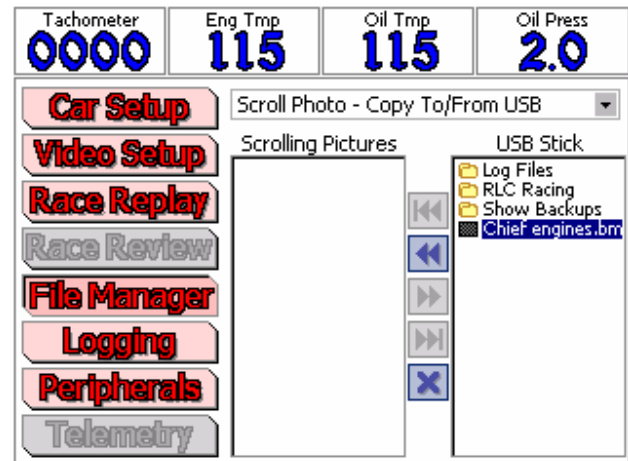 Tachometer Eng Tmp Oil Tmp Oil Press
0000 115 115 2.0
Car Setup
Scroll Photo - Copy To/From USB
Video Setup
Race Replay
Race Review
File Manager
Logging
Peripherals
Telemetry
Scrolling Pictures
USB Stick
Log Files
RLC Racing
Show Backups
Chief engines.bm